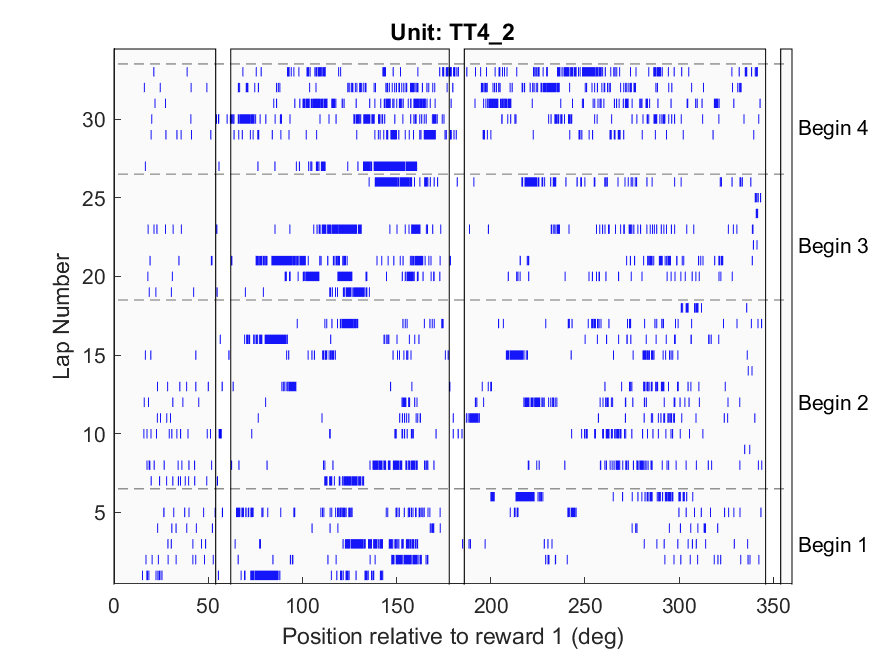 Unit: TT4_2
30
25
20
15
10
5
Lap Number
Begin 4
Begin 3
Begin 2
Begin 1
0 50 100 150 200 250 300 350
Position relative to reward 1 (deg)